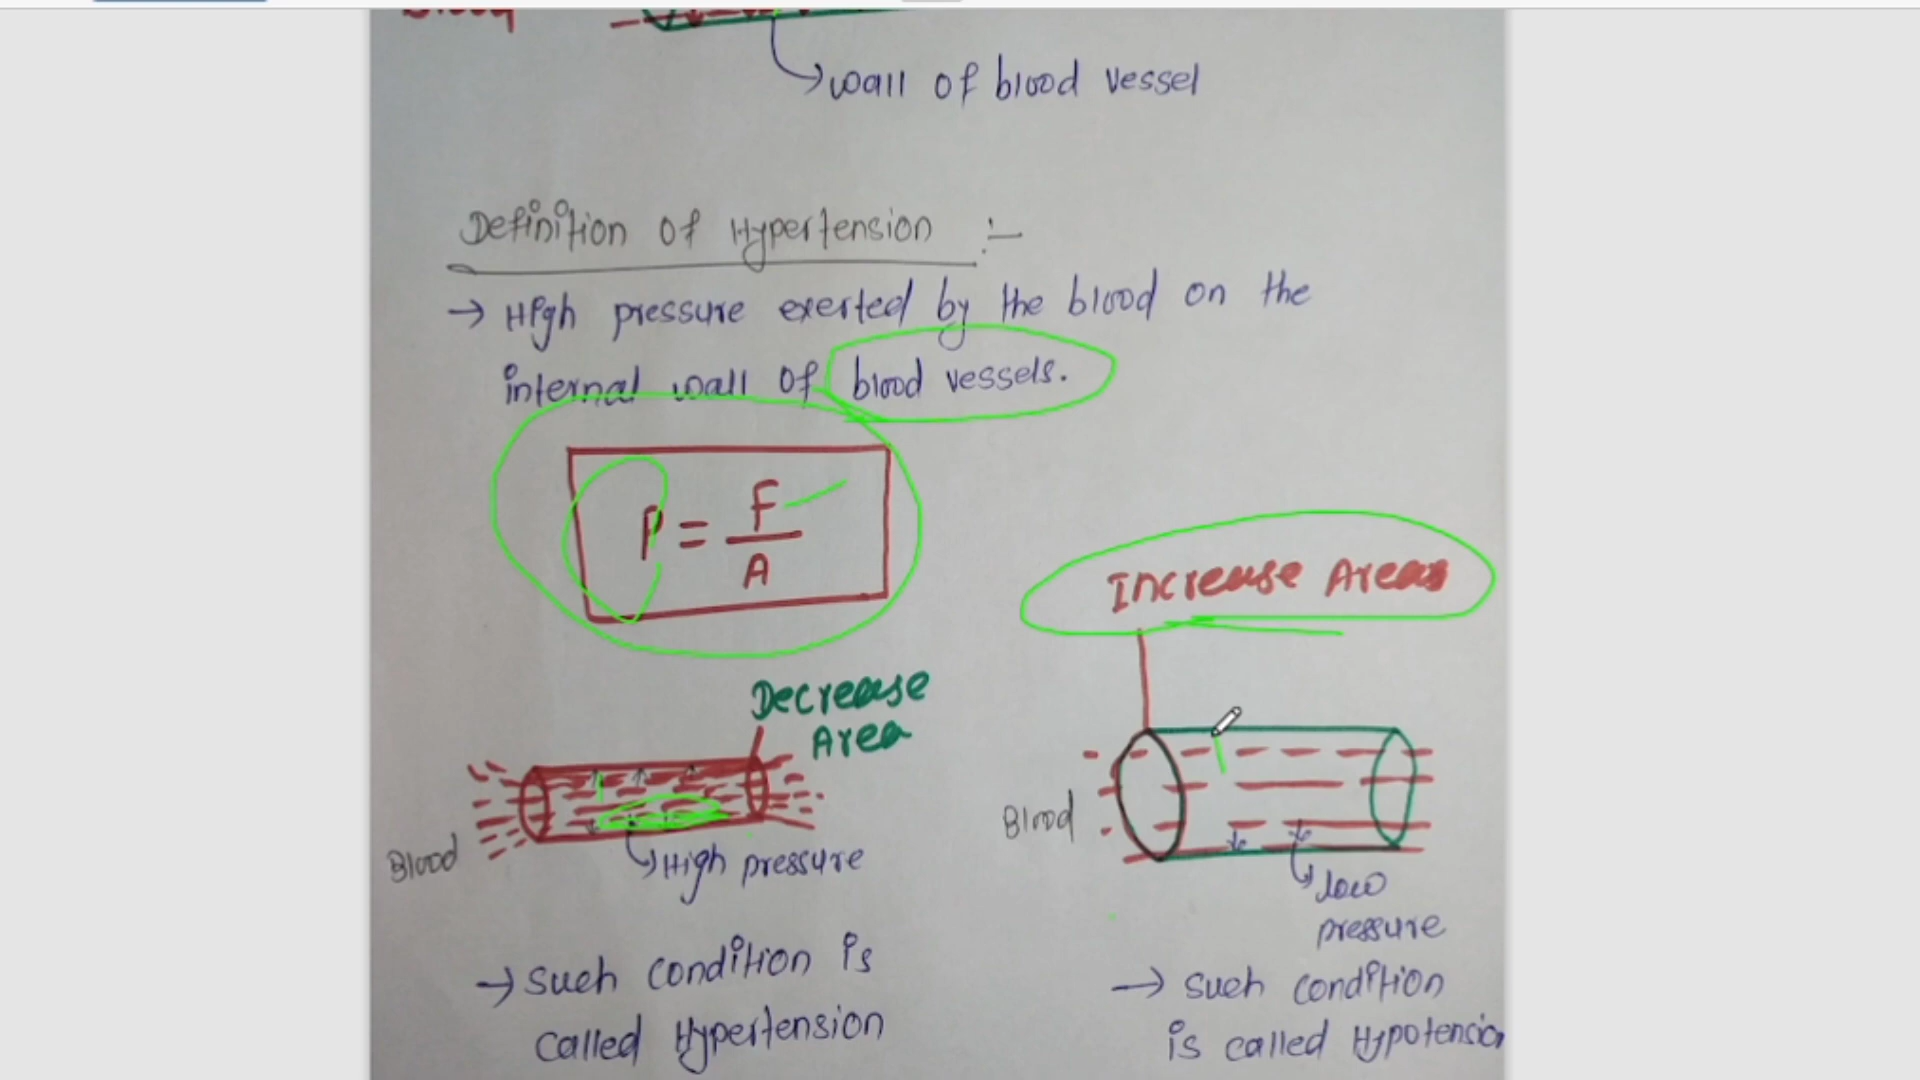 wall of blood vessel
Definition of Hypertension :-
→ High pressure exerted by the blood on the
internal wall of blood vessels.
P = F
A
Increase Areas
Decrease
Area
Blood
High pressure
Blood
low
pressure
→ Such condition is
called Hypertension
→ such condition
is called Hypotension